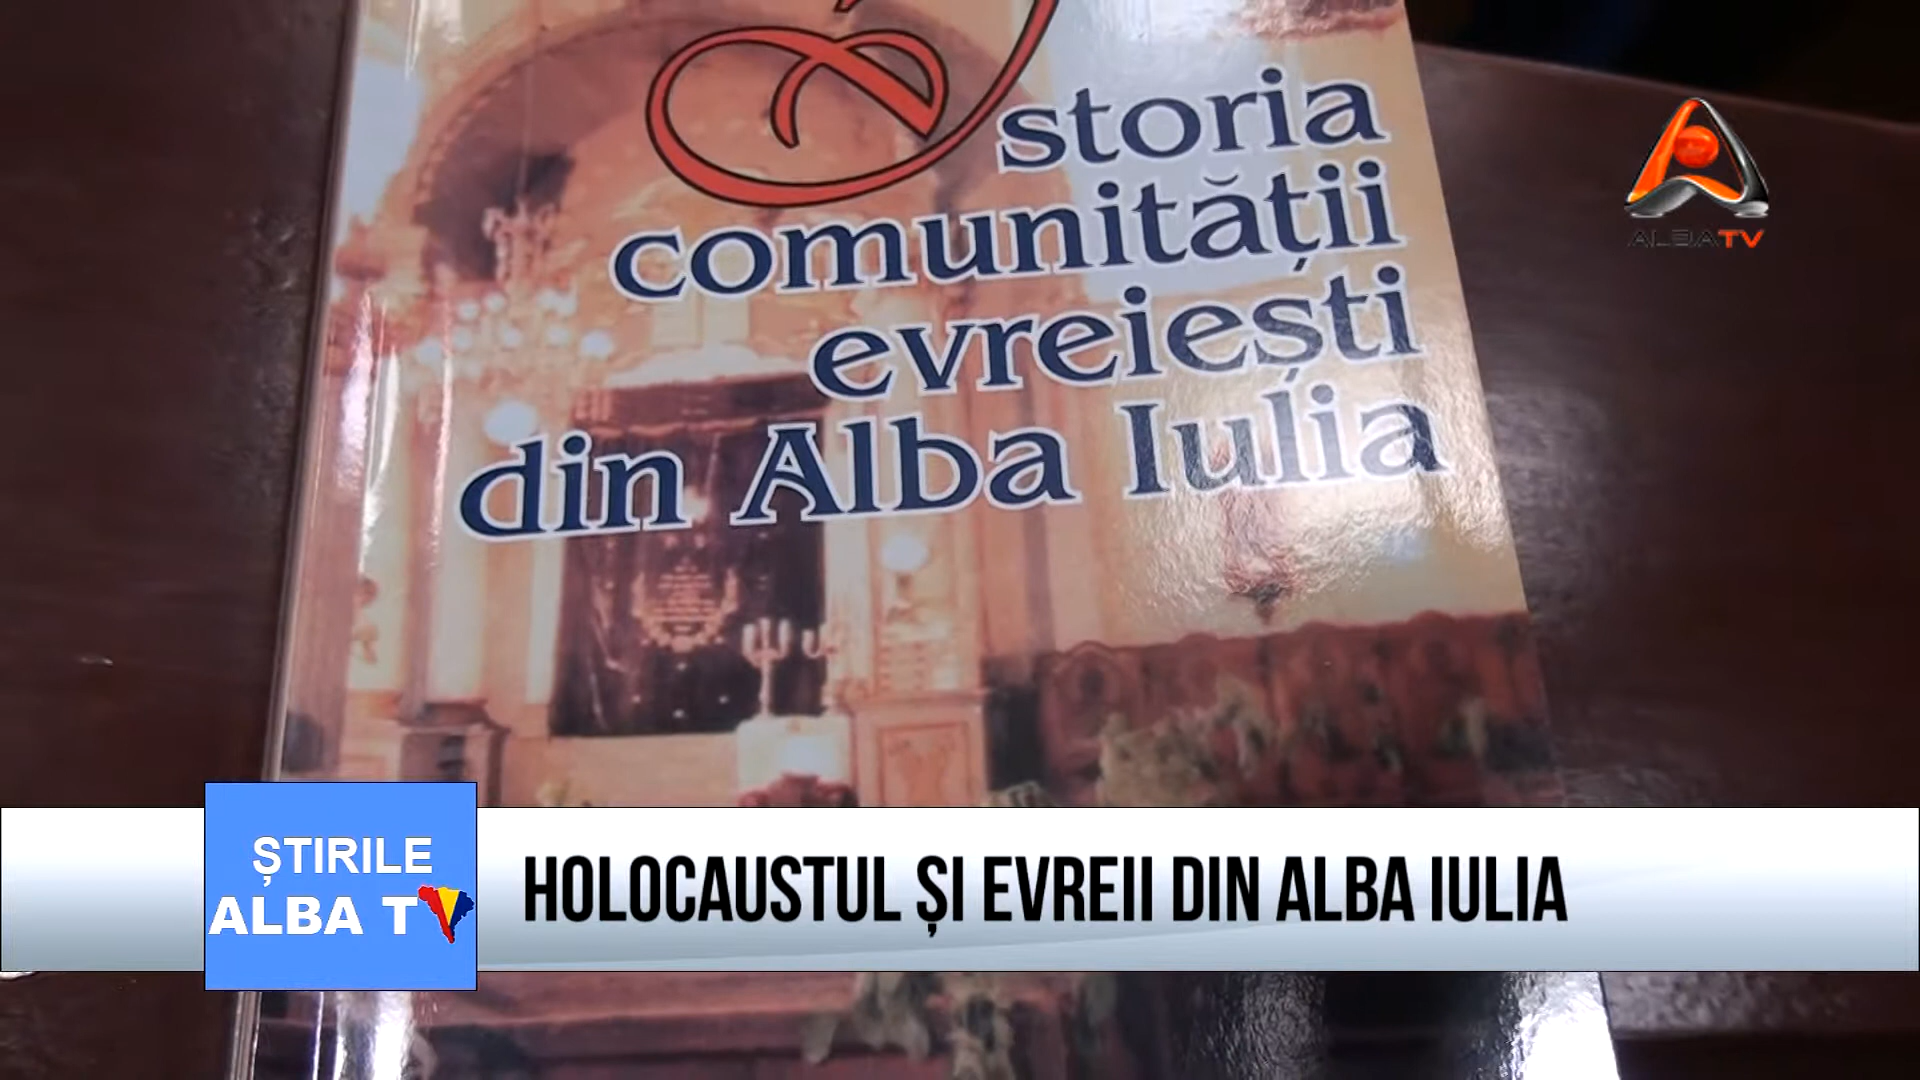 Istoria
comunității
evreiești
din Alba Iulia
ALBA TV
ȘTIRILE
ALBA TV
HOLOCAUSTUL ȘI EVREII DIN ALBA IULIA